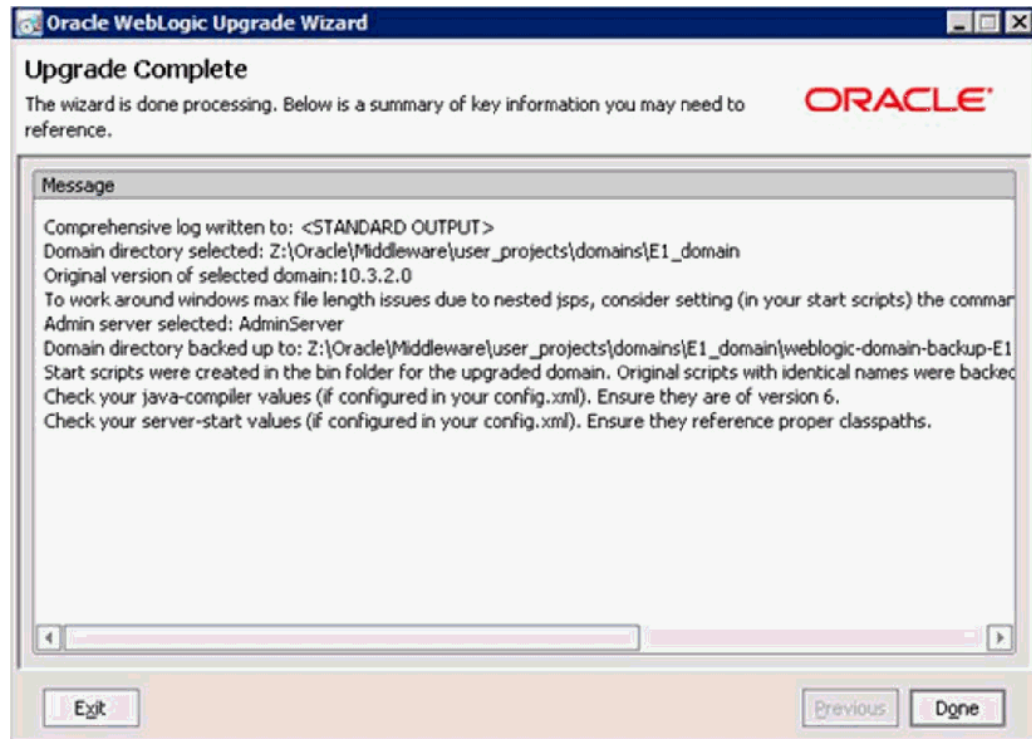 Oracle WebLogic Upgrade Wizard
Upgrade Complete
The wizard is done processing. Below is a summary of key information you may need to
reference.
ORACLE
Message
Comprehensive log written to: <STANDARD OUTPUT>
Domain directory selected: Z:\Oracle\Middleware\user_projects\domains\E1_domain
Original version of selected domain:10.3.2.0
To work around windows max file length issues due to nested jsps, consider setting (in your start scripts) the commar
Admin server selected: AdminServer
Domain directory backed up to: Z:\Oracle\Middleware\user_projects\domains\E1_domain\weblogic-domain-backup-E1
Start scripts were created in the bin folder for the upgraded domain. Original scripts with identical names were backed
Check your java-compiler values (if configured in your config.xml). Ensure they are of version 6.
Check your server-start values (if configured in your config.xml). Ensure they reference proper classpaths.
Exit
Previous
Done